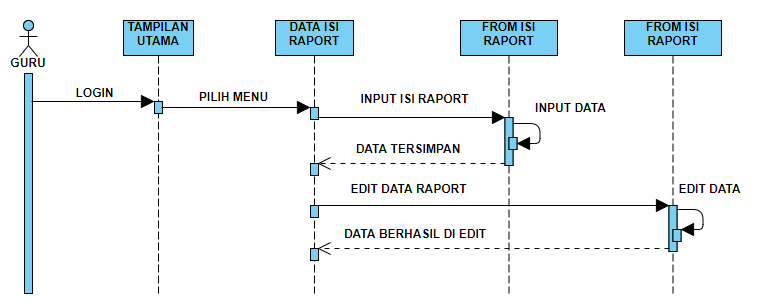 TAMPILAN
UTAMA
DATA ISI
RAPORT
FROM ISI
RAPORT
FROM ISI
RAPORT
GURU
LOGIN
PILIH MENU
INPUT ISI RAPORT
INPUT DATA
DATA TERSIMPAN
EDIT DATA RAPORT
EDIT DATA
DATA BERHASIL DI EDIT